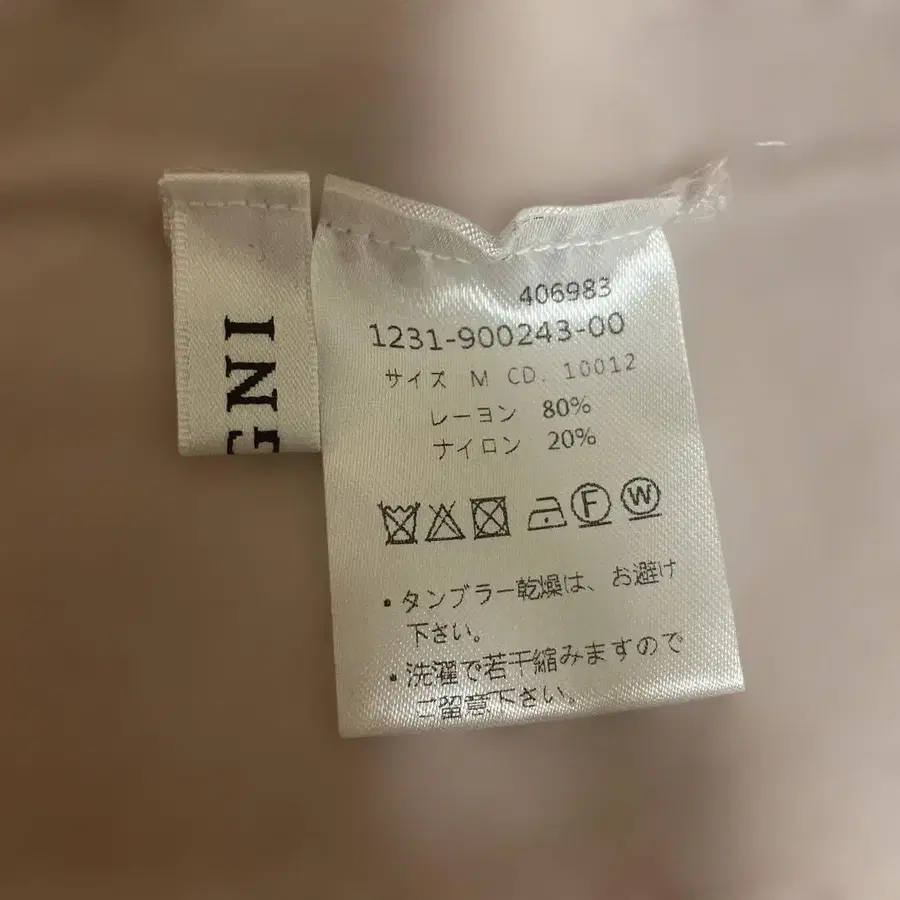 GNI
406983
1231-900243-00
サイズ M CD. 10012
レーヨン 80%
ナイロン 20%
F W
・タンブラー乾燥は、お避け
下さい。
・洗濯で若干縮みますので
ご留意下さい。